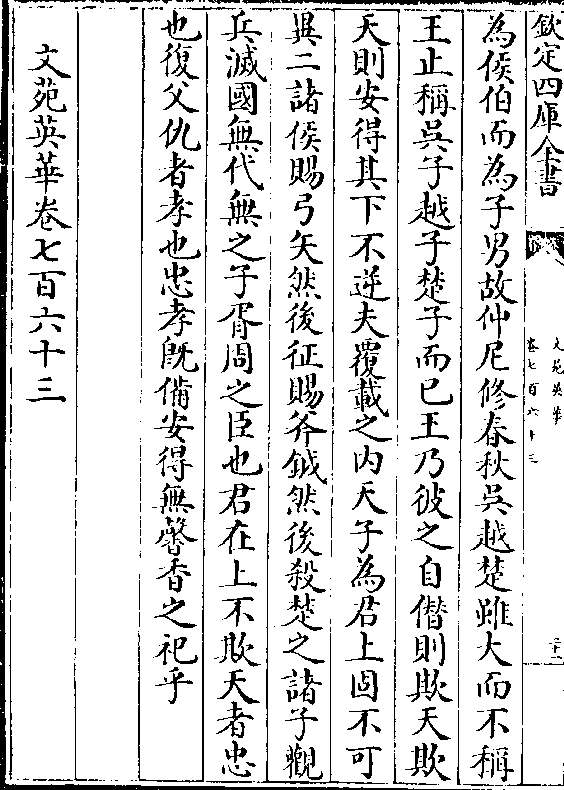 欽定四庫全書
文苑英華
卷七百六十三
二十一
為侯伯而為子男故仲尼修春秋吳越楚雖大而不稱
王止稱吳子越子楚子而已王乃彼之自僭則欺天欺
天則安得其下不逆夫覆載之内天子為君上固不可
異二諸侯賜弓矢然後征賜斧鉞然後殺楚之諸子觀
兵滅國無代無之子胥周之臣也君在上不欺天者忠
也復父仇者孝也忠孝既備安得無馨香之祀乎
文苑英華卷七百六十三